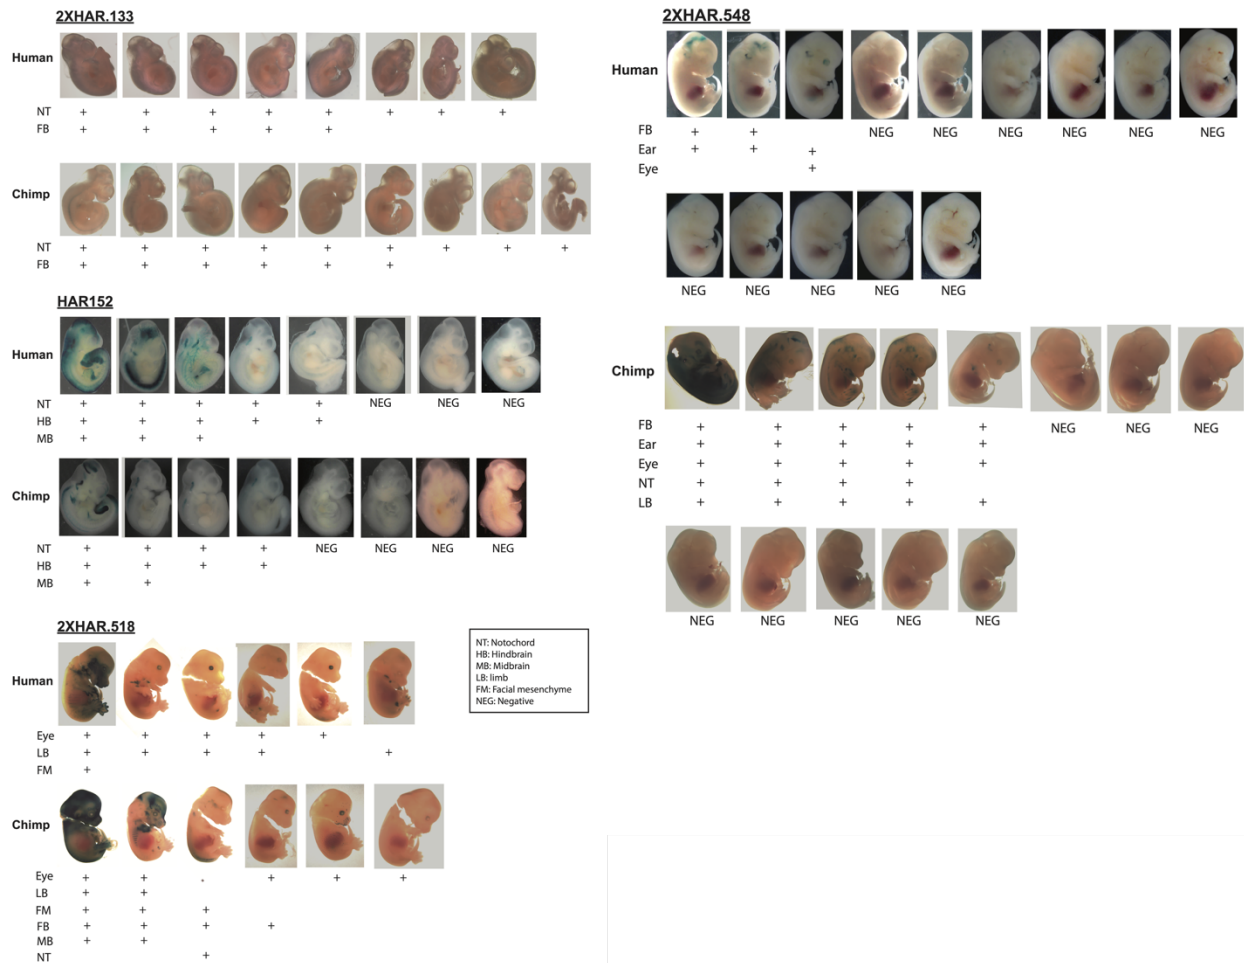 2XHAR.133
Human
NT + + + + + + + +
FB + + + + +
Chimp
NT + + + + + + + + +
FB + + + + + +
HAR152
Human
NT + + + + + NEG NEG NEG
HB + + + + +
MB + + +
Chimp
NT + + + + NEG NEG NEG NEG
HB + + + +
MB + +
2XHAR.518
Human
Eye + + + + +
LB + + + + +
FM +
Chimp
Eye + + . + + +
LB + +
FM + + +
FB + + + +
MB + +
NT +
NT: Notochord
HB: Hindbrain
MB: Midbrain
LB: limb
FM: Facial mesenchyme
NEG: Negative
2XHAR.548
Human
FB + + NEG NEG NEG NEG NEG NEG
Ear + + +
Eye +
NEG NEG NEG NEG NEG
Chimp
FB + + + + + NEG NEG NEG
Ear + + + + +
Eye + + + + +
NT + + + +
LB + + + + +
NEG NEG NEG NEG NEG